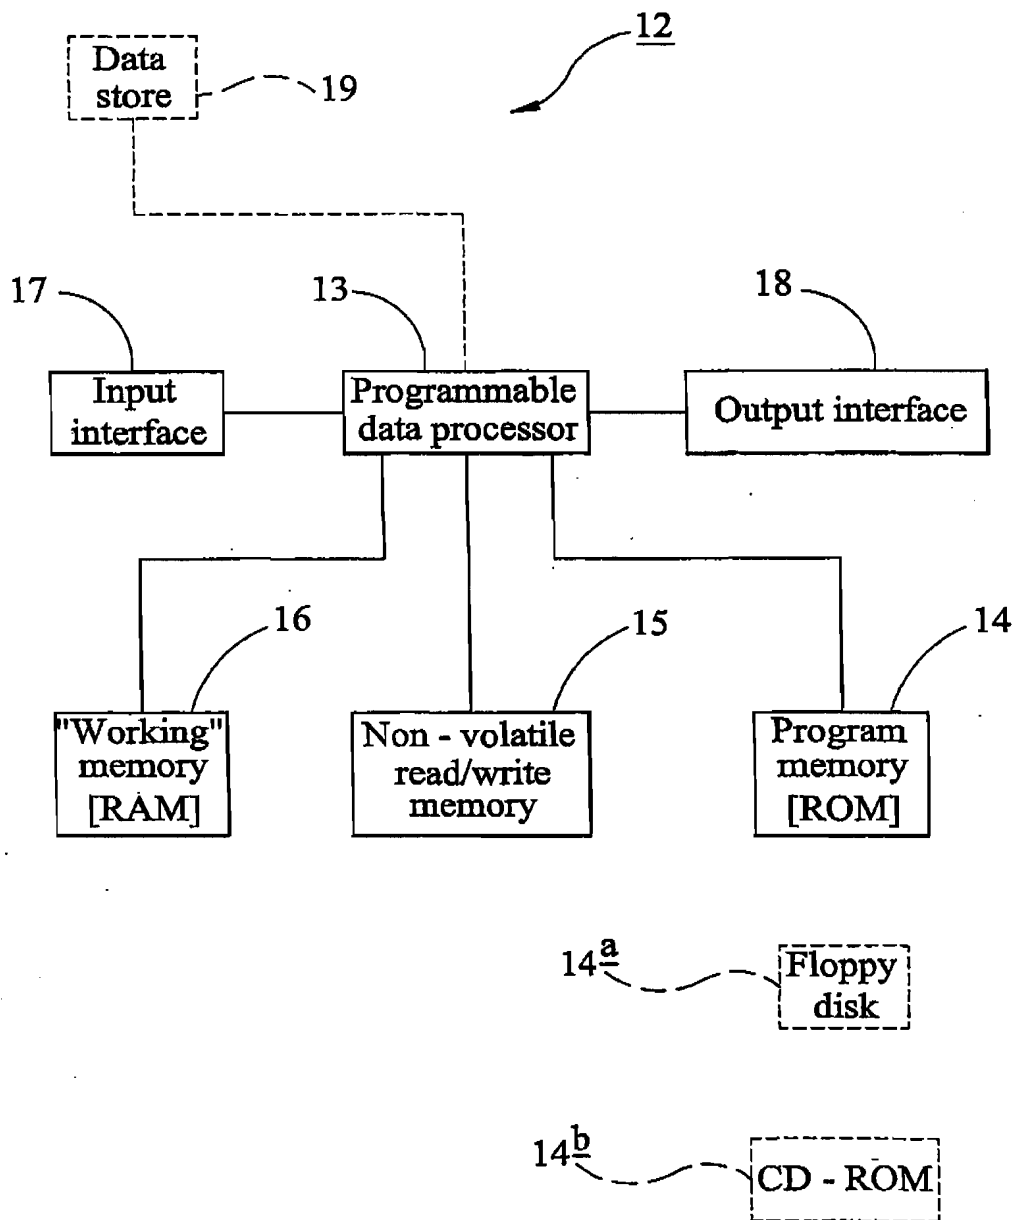 12
Data
store
19
17
13
18
Input
interface
Programmable
data processor
Output interface
16
15
14
"Working"
memory
[RAM]
Non - volatile
read/write
memory
Program
memory
[ROM]
14a
Floppy
disk
14b
CD - ROM